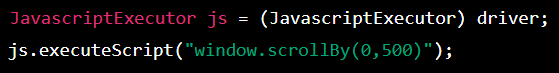 JavascriptExecutor js = (JavascriptExecutor) driver;
js.executeScript("window.scrollBy(0,500)");